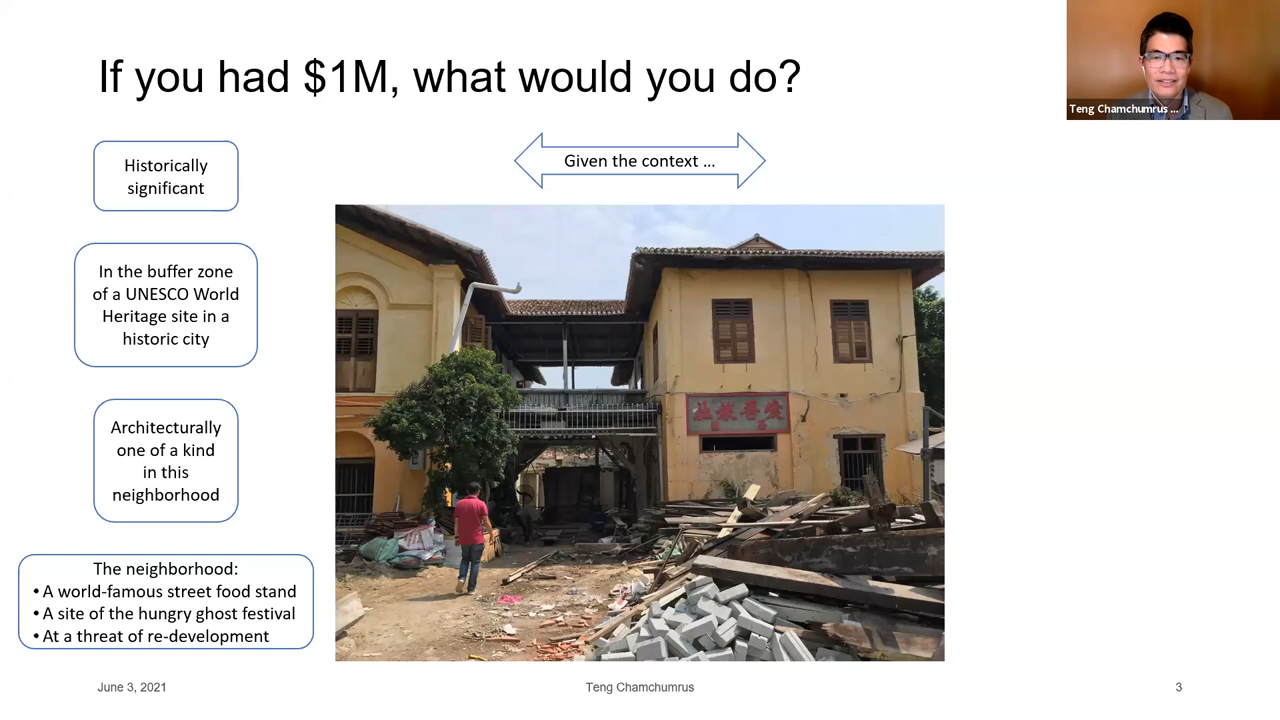 If you had $1M, what would you do?
Teng Chamchumrus ...
Historically
significant
Given the context ...
In the buffer zone
of a UNESCO World
Heritage site in a
historic city
Architecturally
one of a kind
in this
neighborhood
The neighborhood:
• A world-famous street food stand
• A site of the hungry ghost festival
• At a threat of re-development
June 3, 2021
Teng Chamchumrus
3